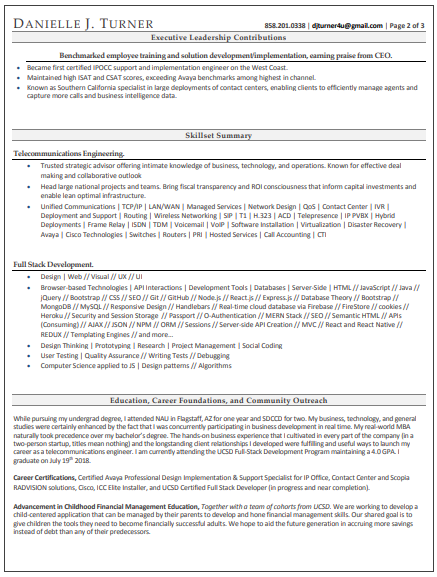 DANIELLE J. TURNER
858.201.0338 | djturner4u@gmail.com | Page 2 of 3
Executive Leadership Contributions
Benchmarked employee training and solution development/implementation, earning praise from CEO.
• Became first certified IPOCC support and implementation engineer on the West Coast.
• Maintained high ISAT and CSAT scores, exceeding Avaya benchmarks among highest in channel.
• Known as Southern California specialist in large deployments of contact centers, enabling clients to efficiently manage agents and
capture more calls and business intelligence data.
Skillset Summary
Telecommunications Engineering.
• Trusted strategic advisor offering intimate knowledge of business, technology, and operations. Known for effective deal
making and collaborative outlook
• Head large national projects and teams. Bring fiscal transparency and ROI consciousness that inform capital investments and
enable lean optimal infrastructure.
• Unified Communications | TCP/IP | LAN/WAN | Managed Services | Network Design | QoS | Contact Center | IVR |
Deployment and Support | Routing | Wireless Networking | SIP | T1 | H.323 | ACD | Telepresence | IP PVBX | Hybrid
Deployments | Frame Relay | ISDN | TDM | Voicemail | VoIP | Software Installation | Virtualization | Disaster Recovery |
Avaya | Cisco Technologies | Switches | Routers | PRI | Hosted Services | Call Accounting | CTI
Full Stack Development.
• Design | Web // Visual // UX // UI
• Browser-based Technologies | API Interactions | Development Tools | Databases | Server-Side | HTML // JavaScript // Java //
jQuery // Bootstrap // CSS // SEO // Git // GitHub // Node.js // React.js // Express.js // Database Theory // Bootstrap //
MongoDB // MySQL // Responsive Design // Handlebars // Real-time cloud database via Firebase // FireStore // cookies //
Heroku // Security and Session Storage // Passport // O-Authentication // MERN Stack // SEO // Semantic HTML // APIs
(Consuming) // AJAX // JSON // NPM // ORM // Sessions // Server-side API Creation // MVC // React and React Native //
REDUX // Templating Engines // and more...
• Design Thinking | Prototyping | Research | Project Management | Social Coding
• User Testing | Quality Assurance // Writing Tests // Debugging
• Computer Science applied to JS | Design patterns // Algorithms
Education, Career Foundations, and Community Outreach
While pursuing my undergrad degree, I attended NAU in Flagstaff, AZ for one year and SDCCD for two. My business, technology, and general
studies were certainly enhanced by the fact that I was concurrently participating in business development in real time. My real-world MBA
naturally took precedence over my bachelor's degree. The hands-on business experience that I cultivated in every part of the company (in a
two-person startup, titles mean nothing) and the longstanding client relationships I developed were fulfilling and useful ways to launch my
career as a telecommunications engineer. I am currently attending the UCSD Full-Stack Development Program maintaining a 4.0 GPA. I
graduate on July 19th 2018.
Career Certifications, Certified Avaya Professional Design Implementation & Support Specialist for IP Office, Contact Center and Scopia
RADVISION solutions, Cisco, ICC Elite Installer, and UCSD Certified Full Stack Developer (in progress and near completion).
Advancement in Childhood Financial Management Education, Together with a team of cohorts from UCSD. We are working to develop a
child-centered application that can be managed by their parents to develop and hone financial management skills. Our shared goal is to
give children the tools they need to become financially successful adults. We hope to aid the future generation in accruing more savings
instead of debt than any of their predecessors.